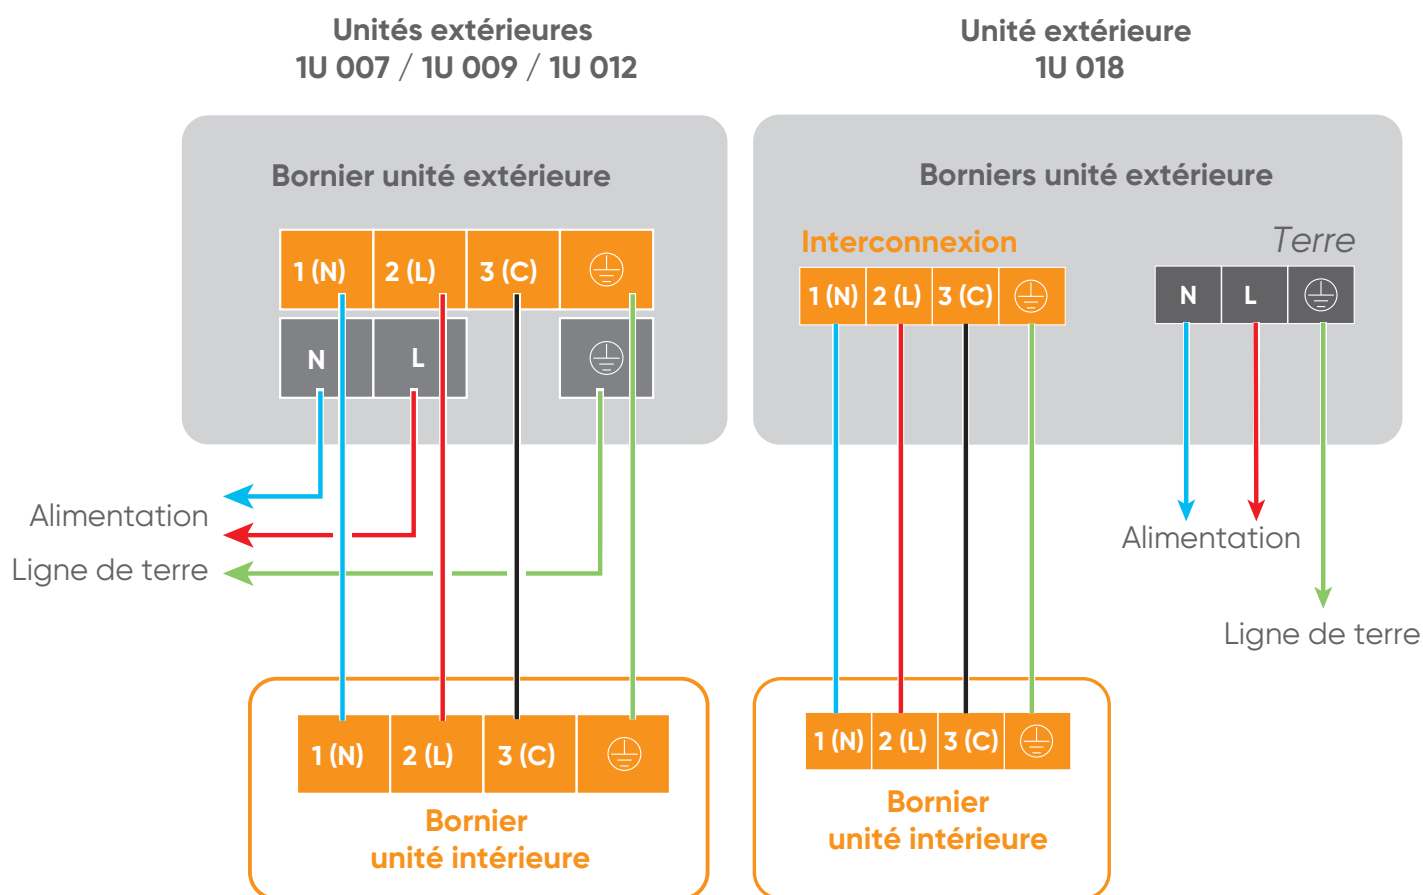 Unités extérieures
1U 007 / 1U 009 / 1U 012
Bornier unité extérieure
1 (N) 2 (L) 3 (C)
N L
Alimentation
Ligne de terre
1 (N) 2 (L) 3 (C)
Bornier
unité intérieure
Unité extérieure
1U 018
Borniers unité extérieure
Interconnexion
Terre
1 (N) 2 (L) 3 (C)
N L
Alimentation
Ligne de terre
1 (N) 2 (L) 3 (C)
Bornier
unité intérieure